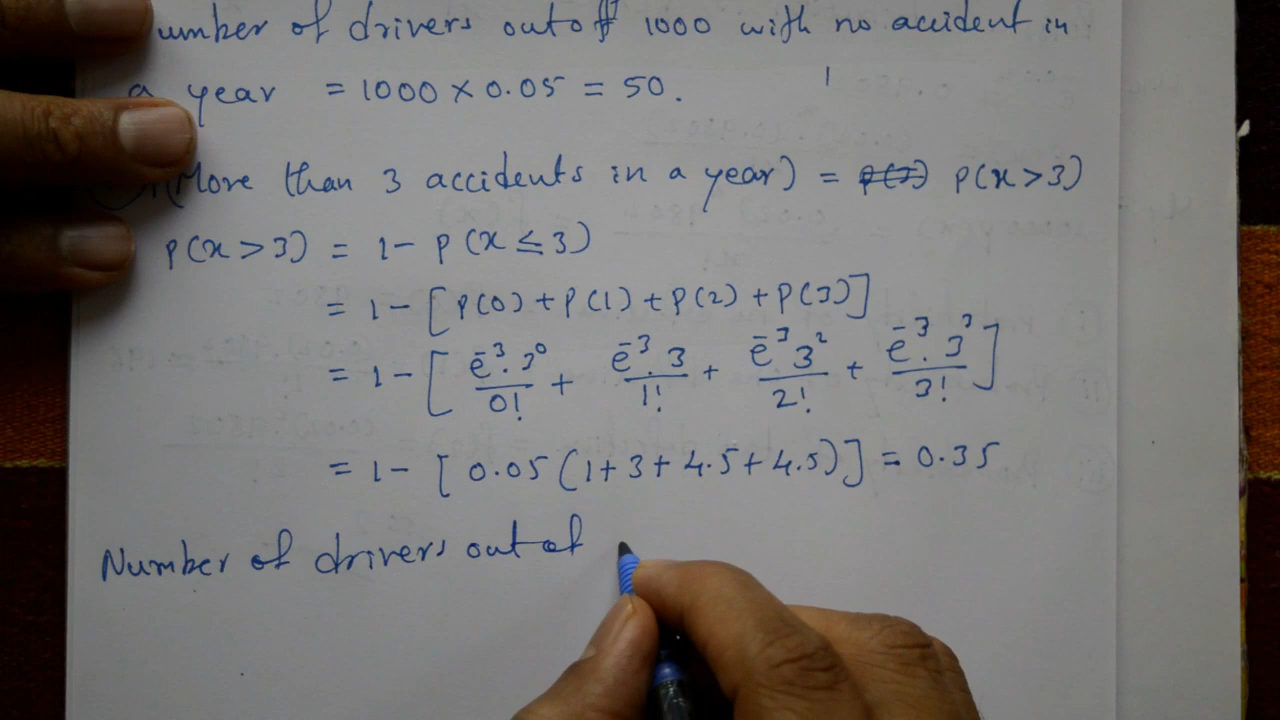 umber of drivers out of 1000 with no accident in
a year = 1000 × 0.05 = 50.
(More than 3 accidents in a year) = P(x>3)
P(x>3) = 1- P(x≤3)
= 1- [P(0)+P(1)+P(2)+P(3)]
= 1- [e⁻³.3⁰/0! + e⁻³.3/1! + e⁻³3²/2! + e⁻³.3³/3!]
= 1- [0.05(1+3+4.5+4.5)] = 0.35
Number of drivers out of